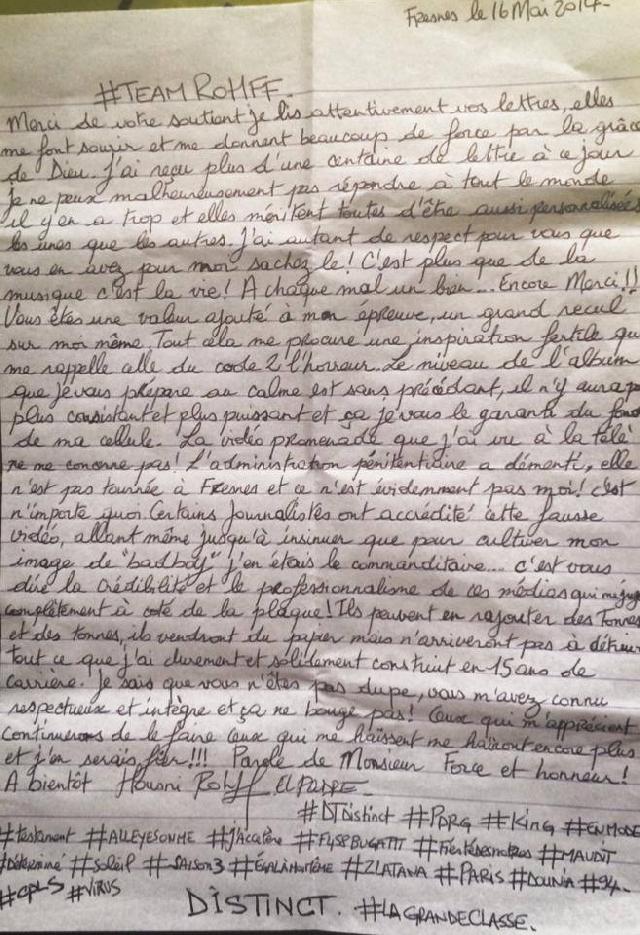 Fresnes le 16 Mai 2014-
#TEAM ROHFF-
Merci de votre soutient je lis attentivement vos lettres, elles
me font sourir et me donnent beaucoup de force par la grâce
de Dieu. J'ai reçu plus d'une centaine de lettre à ce jour
je ne peux malheureusement pas répondre à tout le monde
il y'en a trop et elles méritent toutes d'être aussi personnalisées
les unes que les autres. J'ai autant de respect pour vous que
vous en avez pour moi sachez le! C'est plus que de la
musique c'est la vie! A chaque mal un bien... Encore Merci!!
Vous êtes une valeur ajouté à mon épreuve, un grand recul
sur moi même. Tout cela me procure une inspiration fertile qui
me rappelle celle du code 2 l'horreur. Le niveau de l'album
que je vous prépare au calme est sans précédant, il n'y aura pas
plus consistant et plus puissant et ça je vous le garanti du fond
de ma cellule. La vidéo promenade que j'ai vu à la télé
ne me concerne pas! L'administration pénitentiaire a démenti, elle
n'est pas tournée à Fresnes et ce n'est évidemment pas moi! c'est
n'importe quoi. Certains journalistes ont accrédité cette fausse
vidéo, allant même jusqu'à insinuer que pour cultiver mon
image de "badboy" j'en étais le commanditaire... c'est vous
dire la crédibilité et le professionnalisme de ces médias qui me juge
complètement à coté de la plaque! Ils peuvent en rajouter des Tonnes
et des tonnes, ils vendront du papier mais n'arriveront pas à détruire
tout ce que j'ai durement et solidement construit en 15 ans de
carrière. Je sais que vous n'êtes pas dupe, vous m'avez connu
respectueux et intègre et ça ne bouge pas! Ceux qui m'apprécient
continuerons de le faire ceux qui me haïssent me haïront encore plus
et j'en serais fier!!! Parole de Monsieur Force et honneur!
A bientôt Housni Rohff EL PADRE-
#DJDistinct #PDRG #King #ENMODE
#testament #ALLEYESONME #J'Accélère #FLYSEBUGATTI #Fiertédesnotres #MAUDIT
#Déterminé #Soleil #SAISON3 #EGALÀMoiMême #ZLATANA #PARIS #DOUNIA #94-
#CPLS #VIRUS
DISTINCT. #LAGRANDECLASSE.